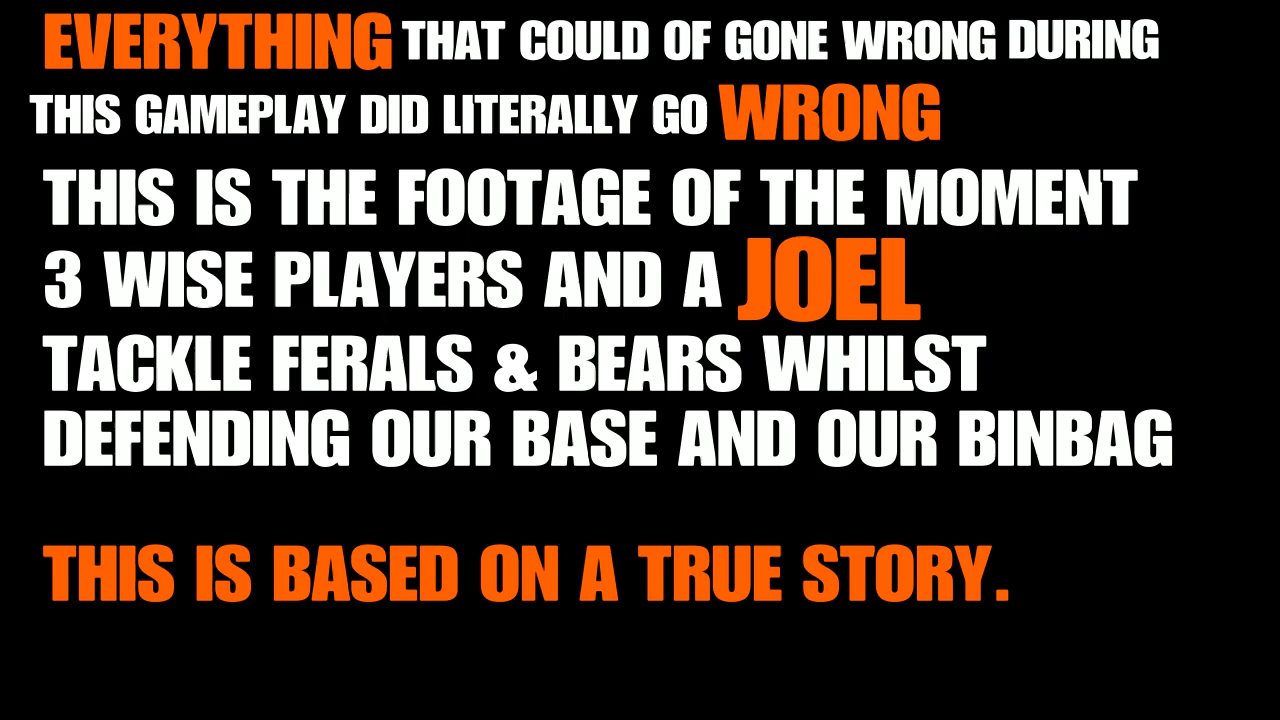 EVERYTHING THAT COULD OF GONE WRONG DURING
THIS GAMEPLAY DID LITERALLY GO WRONG
THIS IS THE FOOTAGE OF THE MOMENT
3 WISE PLAYERS AND A JOEL
TACKLE FERALS & BEARS WHILST
DEFENDING OUR BASE AND OUR BINBAG
THIS IS BASED ON A TRUE STORY.